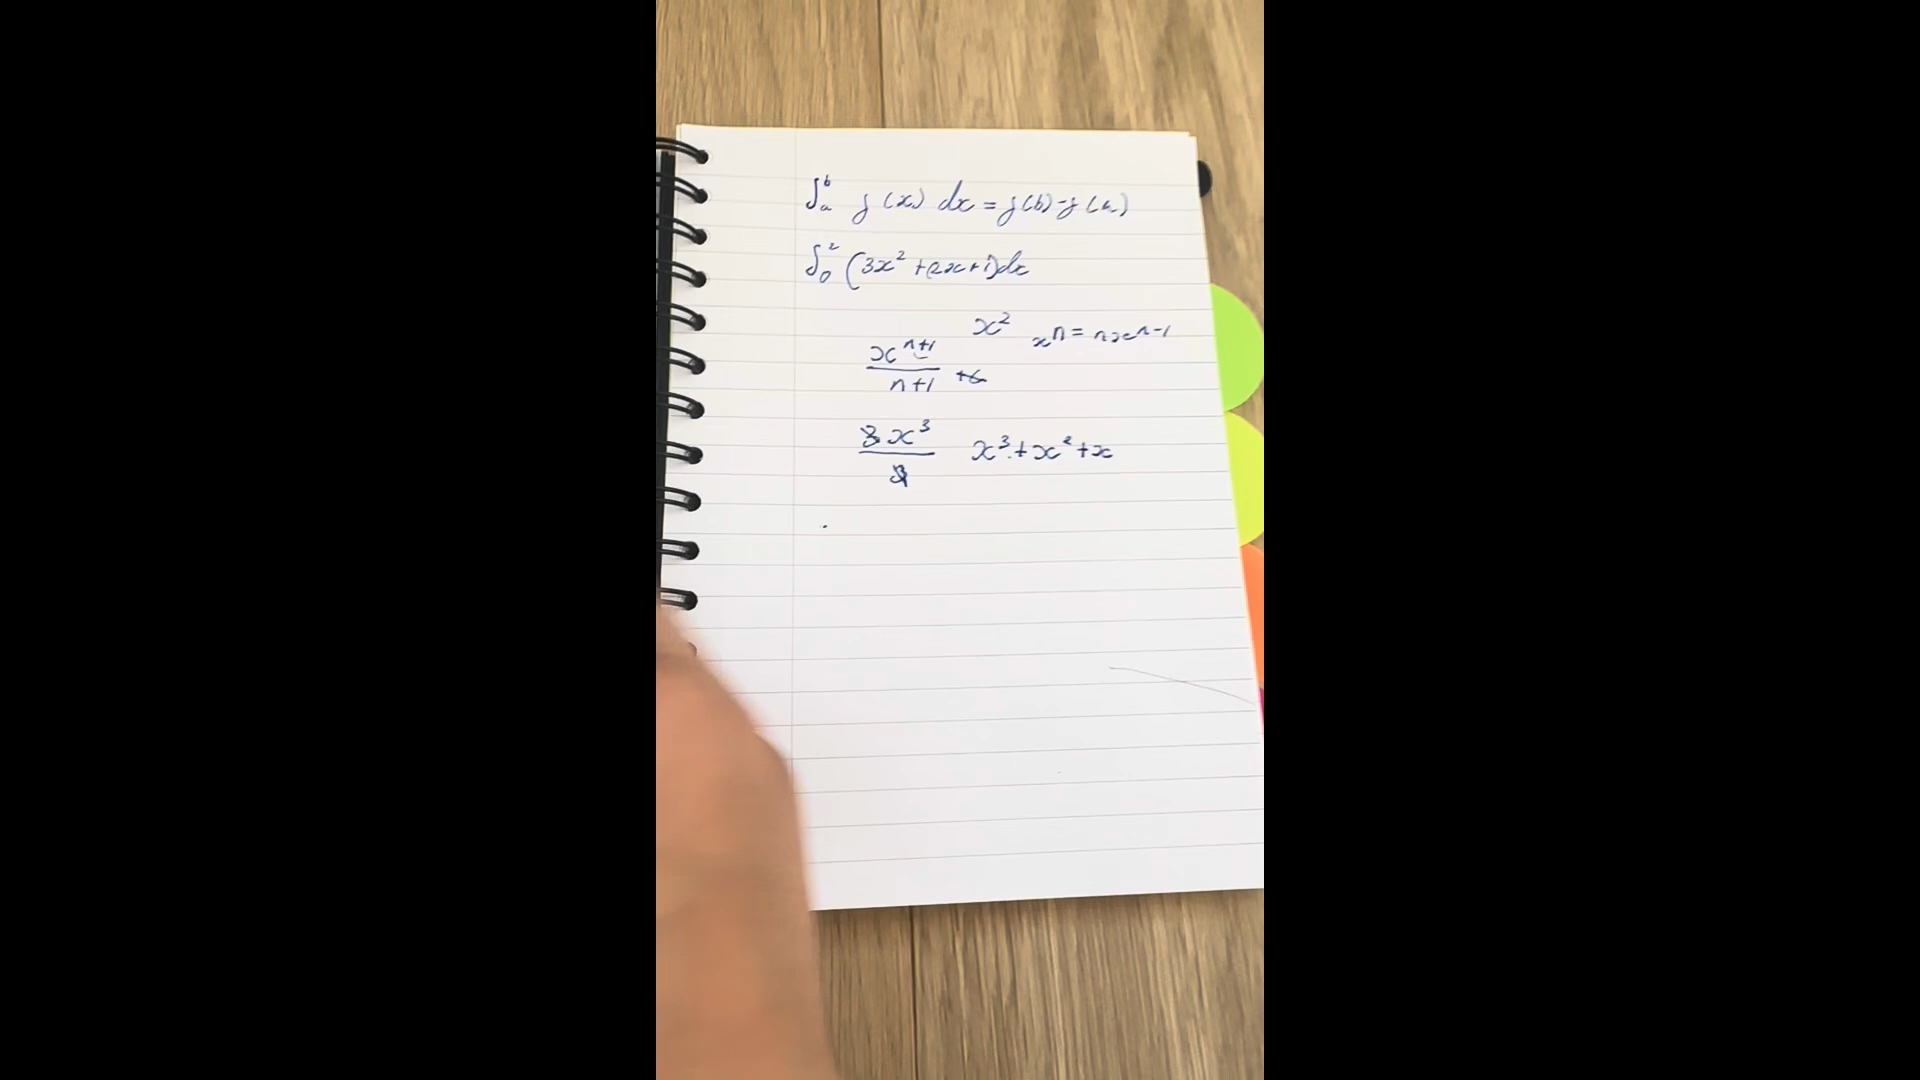 ∫ₐᵇ f(x) dx = f(b) - f(a)
∫₀² (3x² + 2x + 1) dx
x² xⁿ = nxⁿ⁻¹
xⁿ⁺¹
n+1 +c
3x³ x³ + x² + x
3